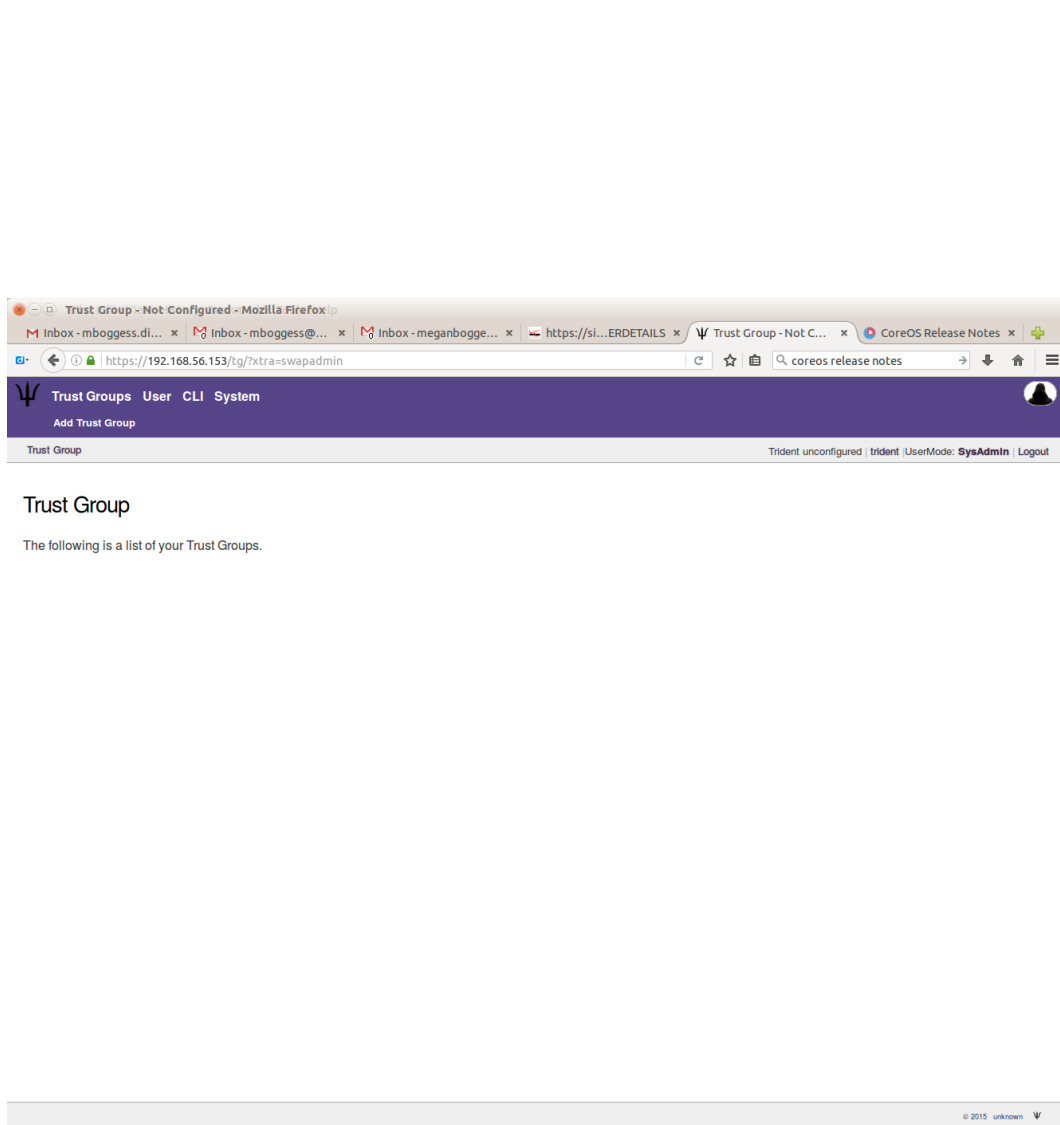 Trust Group - Not Configured - Mozilla Firefox
Inbox - mboggess.di... Inbox - mboggess@... Inbox - meganbogge... https://si...ERDETAILS Trust Group - Not C... CoreOS Release Notes
https://192.168.56.153/tg/?xtra=swapadmin coreos release notes
Trust Groups User CLI System
Add Trust Group
Trust Group Trident unconfigured | trident |UserMode: SysAdmin | Logout
Trust Group
The following is a list of your Trust Groups.
© 2015 unknown